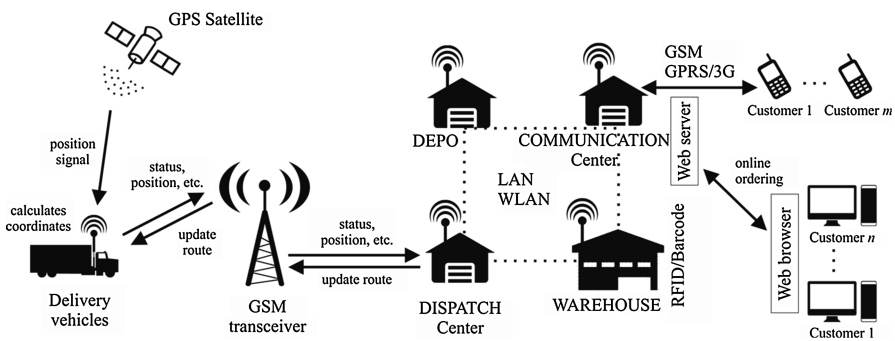 GPS Satellite
position
signal
calculates
coordinates
Delivery
vehicles
status,
position, etc.
update
route
GSM
transceiver
status,
position, etc.
update route
DEPO
COMMUNICATION
Center
LAN
WLAN
DISPATCH
Center
WAREHOUSE
RFID/Barcode
GSM
GPRS/3G
Web server
Customer 1
Customer m
online
ordering
Web browser
Customer n
Customer 1